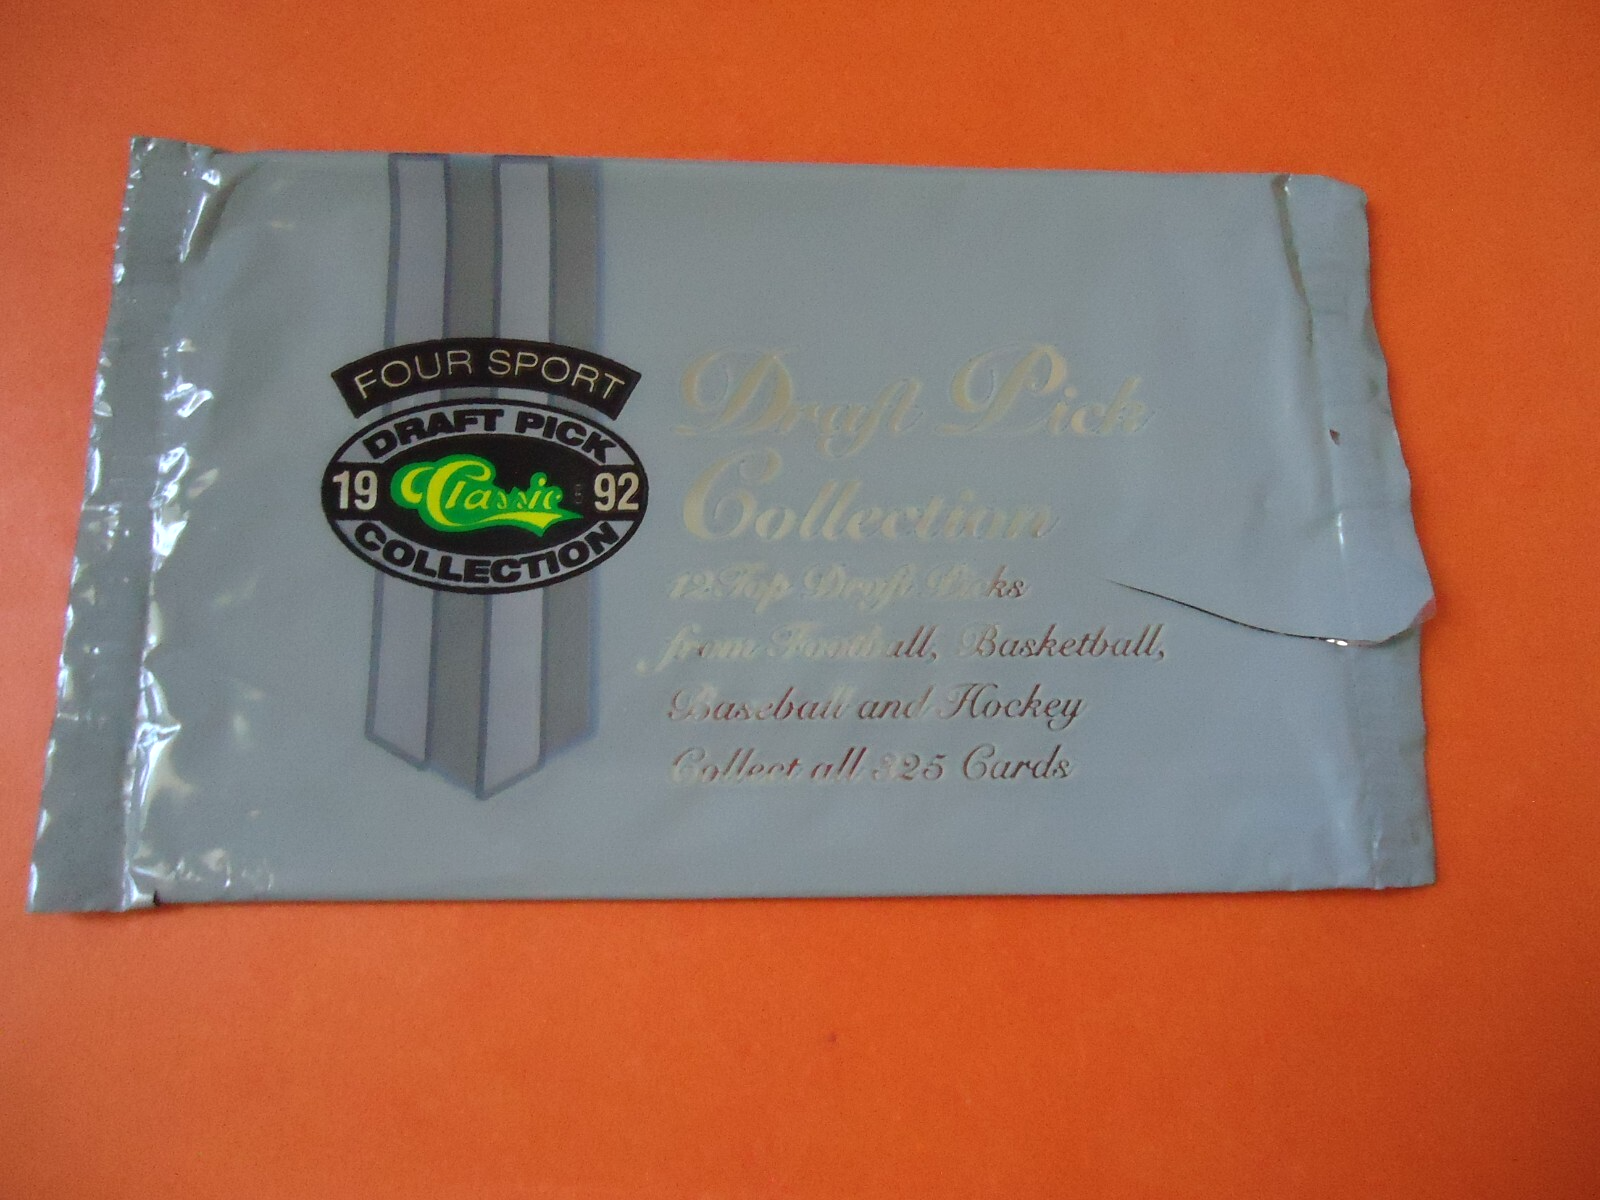 FOUR SPORT
DRAFT PICK
19 Classic 92
COLLECTION
Draft Pick
Collection
12 Top Draft Picks
from Football, Basketball,
Baseball and Hockey
Collect all 325 Cards